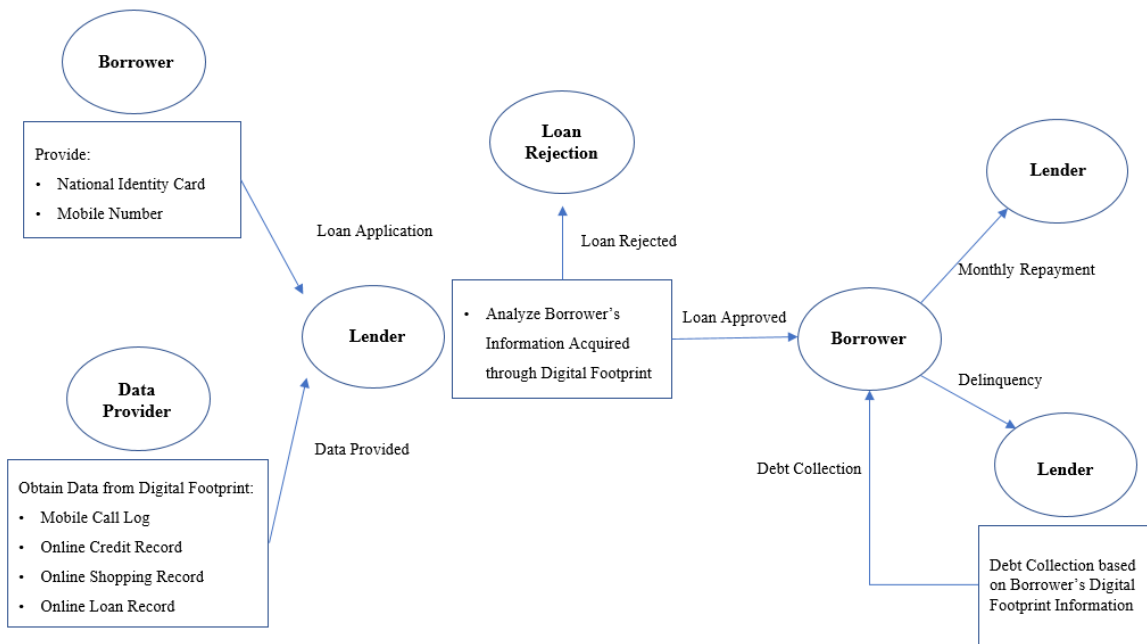 Borrower
Provide:
• National Identity Card
• Mobile Number
Loan Application
Data
Provider
Obtain Data from Digital Footprint:
• Mobile Call Log
• Online Credit Record
• Online Shopping Record
• Online Loan Record
Data Provided
Lender
Loan
Rejection
Loan Rejected
• Analyze Borrower's
Information Acquired
through Digital Footprint
Loan Approved
Borrower
Monthly Repayment
Lender
Delinquency
Lender
Debt Collection
Debt Collection based
on Borrower's Digital
Footprint Information